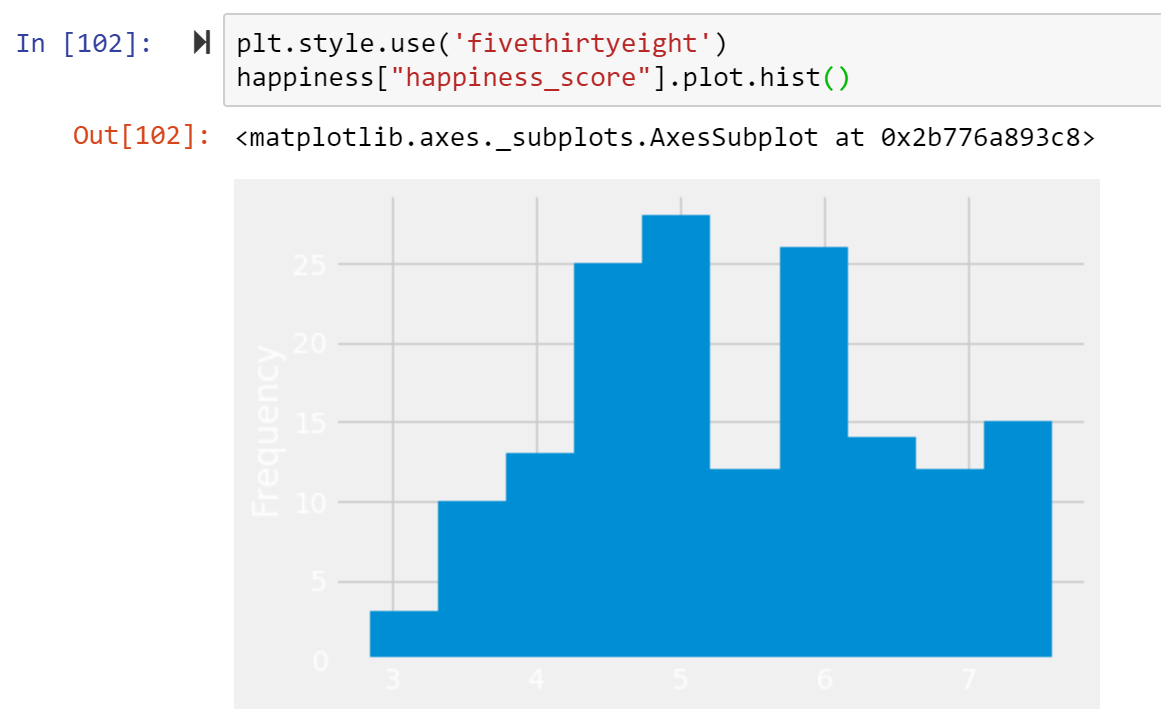 In [102]:
plt.style.use('fivethirtyeight')
happiness["happiness_score"].plot.hist()
Out[102]:
<matplotlib.axes._subplots.AxesSubplot at 0x2b776a893c8>
Frequency
25
20
15
10
5
0
3 4 5 6 7